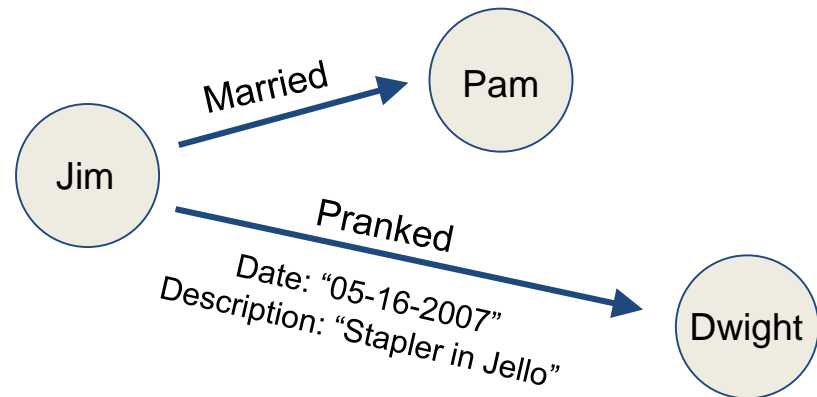 Married
Pam
Jim
Pranked
Date: “05-16-2007”
Description: “Stapler in Jello”
Dwight